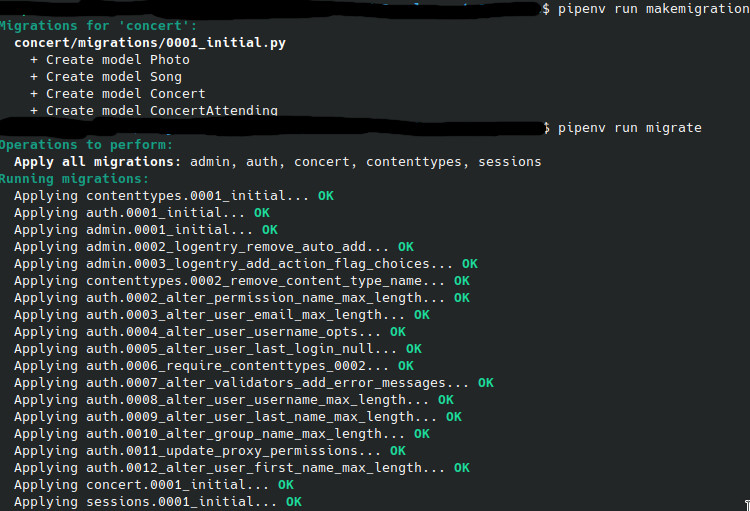 $ pipenv run makemigration
Migrations for 'concert':
concert/migrations/0001_initial.py
+ Create model Photo
+ Create model Song
+ Create model Concert
+ Create model ConcertAttending
$ pipenv run migrate
Operations to perform:
Apply all migrations: admin, auth, concert, contenttypes, sessions
Running migrations:
Applying contenttypes.0001_initial... OK
Applying auth.0001_initial... OK
Applying admin.0001_initial... OK
Applying admin.0002_logentry_remove_auto_add... OK
Applying admin.0003_logentry_add_action_flag_choices... OK
Applying contenttypes.0002_remove_content_type_name... OK
Applying auth.0002_alter_permission_name_max_length... OK
Applying auth.0003_alter_user_email_max_length... OK
Applying auth.0004_alter_user_username_opts... OK
Applying auth.0005_alter_user_last_login_null... OK
Applying auth.0006_require_contenttypes_0002... OK
Applying auth.0007_alter_validators_add_error_messages... OK
Applying auth.0008_alter_user_username_max_length... OK
Applying auth.0009_alter_user_last_name_max_length... OK
Applying auth.0010_alter_group_name_max_length... OK
Applying auth.0011_update_proxy_permissions... OK
Applying auth.0012_alter_user_first_name_max_length... OK
Applying concert.0001_initial... OK
Applying sessions.0001_initial... OK